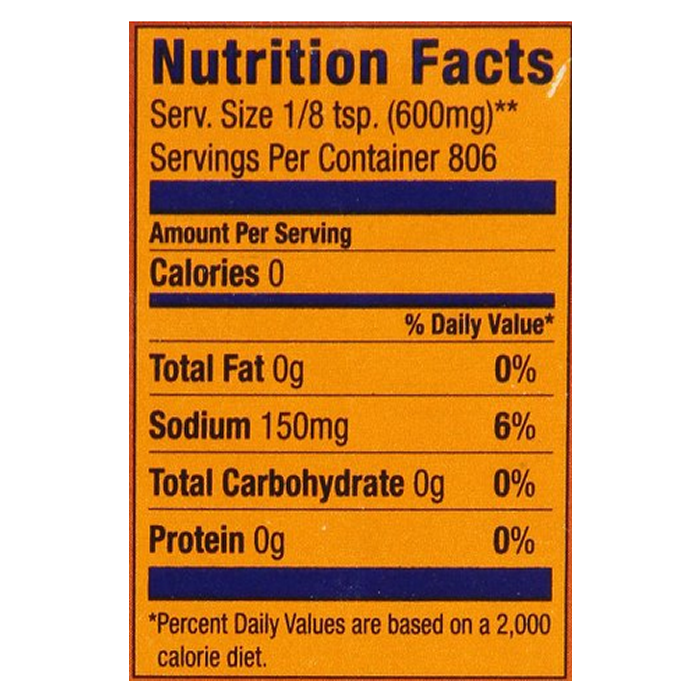 Nutrition Facts
Serv. Size 1/8 tsp. (600mg)**
Servings Per Container 806
Amount Per Serving
Calories 0
% Daily Value*
Total Fat 0g 0%
Sodium 150mg 6%
Total Carbohydrate 0g 0%
Protein 0g 0%
*Percent Daily Values are based on a 2,000
calorie diet.